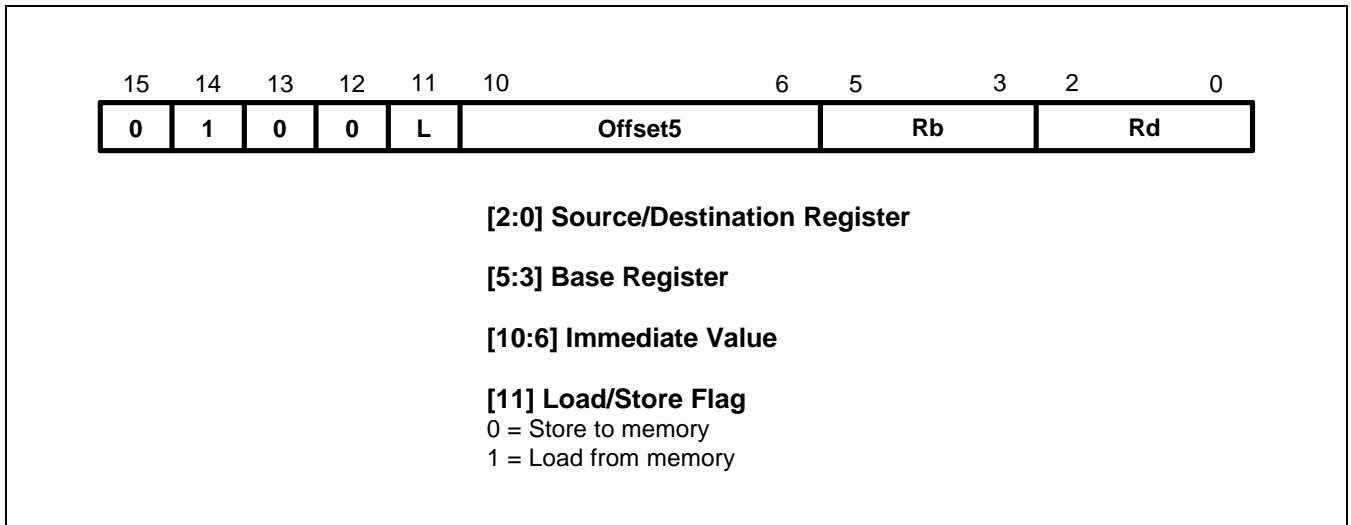 15 14 13 12 11 10 6 5 3 2 0
0 1 0 0 L Offset5 Rb Rd
[2:0] Source/Destination Register
[5:3] Base Register
[10:6] Immediate Value
[11] Load/Store Flag
0 = Store to memory
1 = Load from memory